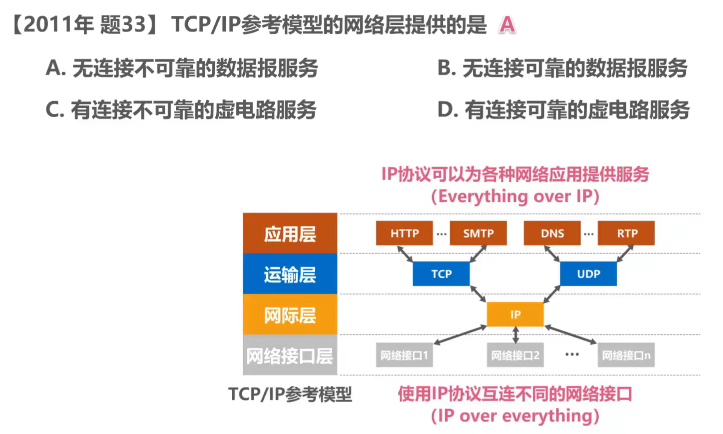 【2011年 题33】 TCP/IP参考模型的网络层提供的是 A
A. 无连接不可靠的数据报服务 B. 无连接可靠的数据报服务
C. 有连接不可靠的虚电路服务 D. 有连接可靠的虚电路服务
IP协议可以为各种网络应用提供服务
（Everything over IP）
应用层 HTTP ... SMTP DNS ... RTP
运输层 TCP UDP
网际层 IP
网络接口层 网络接口1 网络接口2 ... 网络接口n
TCP/IP参考模型 使用IP协议互连不同的网络接口
（IP over everything）